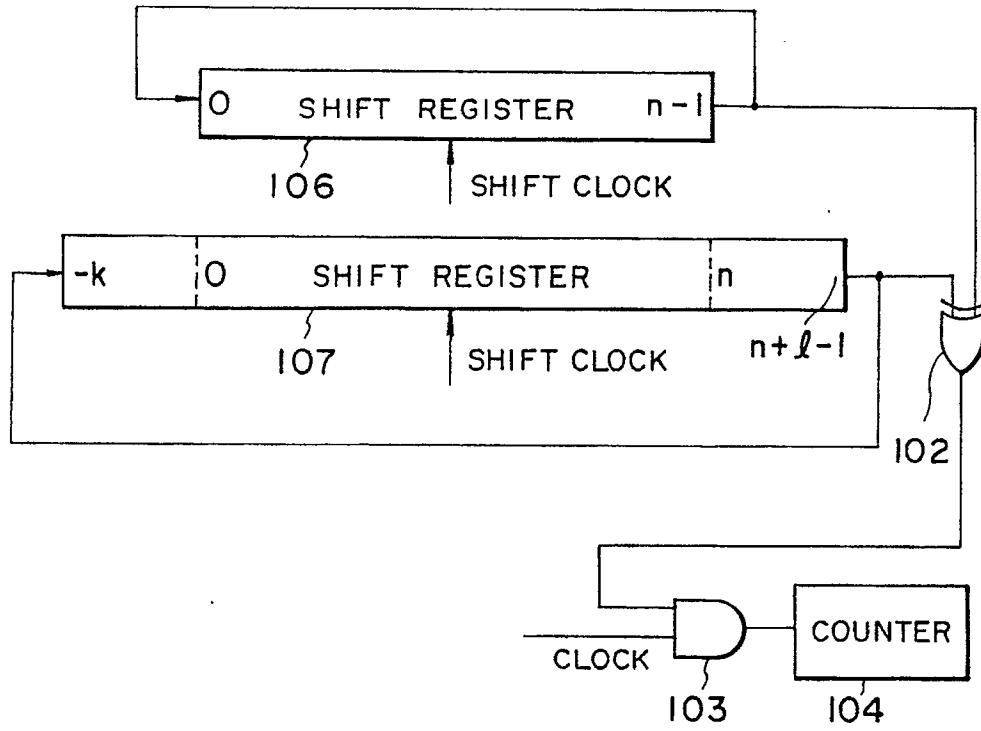 0 SHIFT REGISTER n-1
106
SHIFT CLOCK
-k 0 SHIFT REGISTER n
n+ℓ-1
107
SHIFT CLOCK
102
CLOCK
COUNTER
103
104